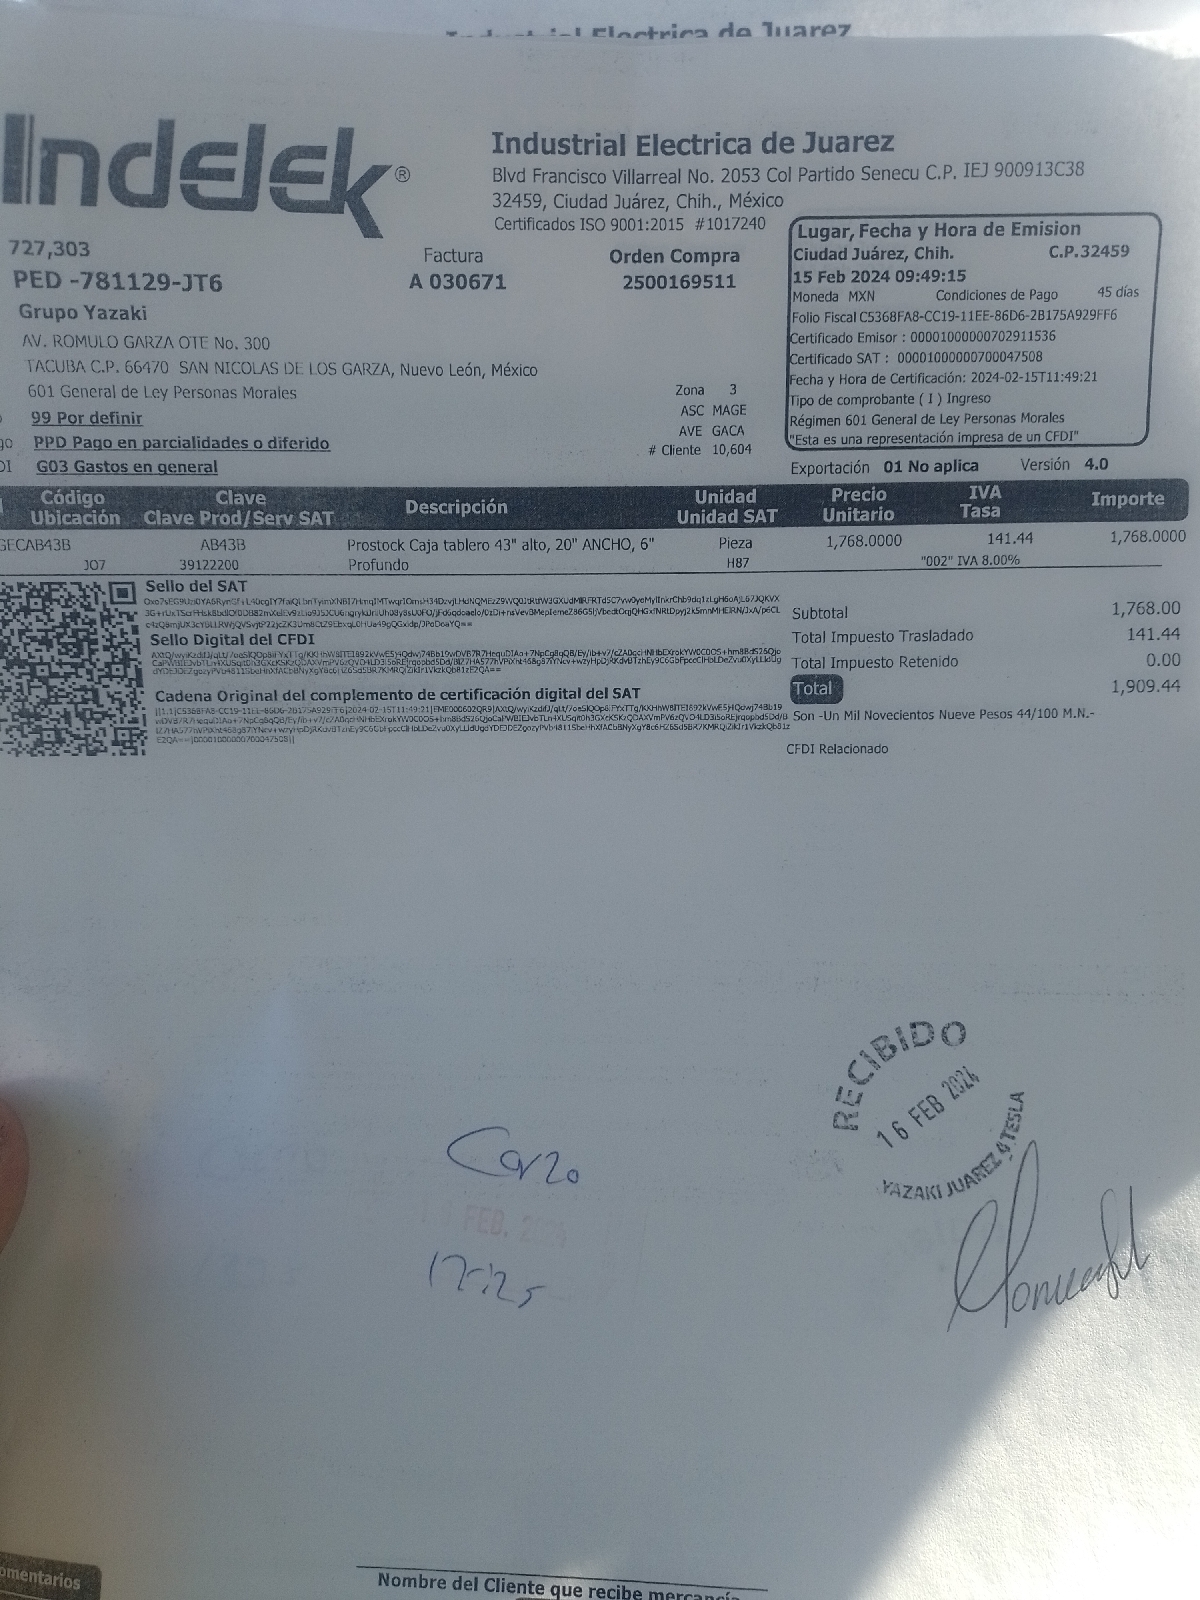 Industrial Electrica de Juarez
Indelek®
Industrial Electrica de Juarez
Blvd Francisco Villarreal No. 2053 Col Partido Senecu C.P. IEJ 900913C38
32459, Ciudad Juárez, Chih., México
Certificados ISO 9001:2015 #1017240
727,303
PED -781129-JT6
Factura
A 030671
Orden Compra
2500169511
Grupo Yazaki
AV. ROMULO GARZA OTE No. 300
TACUBA C.P. 66470 SAN NICOLAS DE LOS GARZA, Nuevo León, México
601 General de Ley Personas Morales
99 Por definir
PPD Pago en parcialidades o diferido
G03 Gastos en general
Zona 3
ASC MAGE
AVE GACA
# Cliente 10,604
Lugar, Fecha y Hora de Emision
Ciudad Juárez, Chih. C.P.32459
15 Feb 2024 09:49:15
Moneda MXN Condiciones de Pago 45 días
Folio Fiscal C5368FA8-CC19-11EE-86D6-2B175A929FF6
Certificado Emisor : 00001000000702911536
Certificado SAT : 00001000000700047508
Fecha y Hora de Certificación: 2024-02-15T11:49:21
Tipo de comprobante ( I ) Ingreso
Régimen 601 General de Ley Personas Morales
"Esta es una representación impresa de un CFDI"
Exportación 01 No aplica Versión 4.0
Código Clave Descripción Unidad Precio IVA Importe
Ubicación Clave Prod/Serv SAT Unidad SAT Unitario Tasa
GECAB43B AB43B Prostock Caja tablero 43" alto, 20" ANCHO, 6" Pieza 1,768.0000 141.44 1,768.0000
JO7 39122200 Profundo H87 "002" IVA 8.00%
Sello del SAT
Sello Digital del CFDI
Cadena Original del complemento de certificación digital del SAT
Subtotal 1,768.00
Total Impuesto Trasladado 141.44
Total Impuesto Retenido 0.00
Total 1,909.44
Son -Un Mil Novecientos Nueve Pesos 44/100 M.N.-
CFDI Relacionado
RECIBIDO
16 FEB 2024
YAZAKI JUAREZ 4 TESLA
FEB.
omentarios
Nombre del Cliente que recibe mercancía